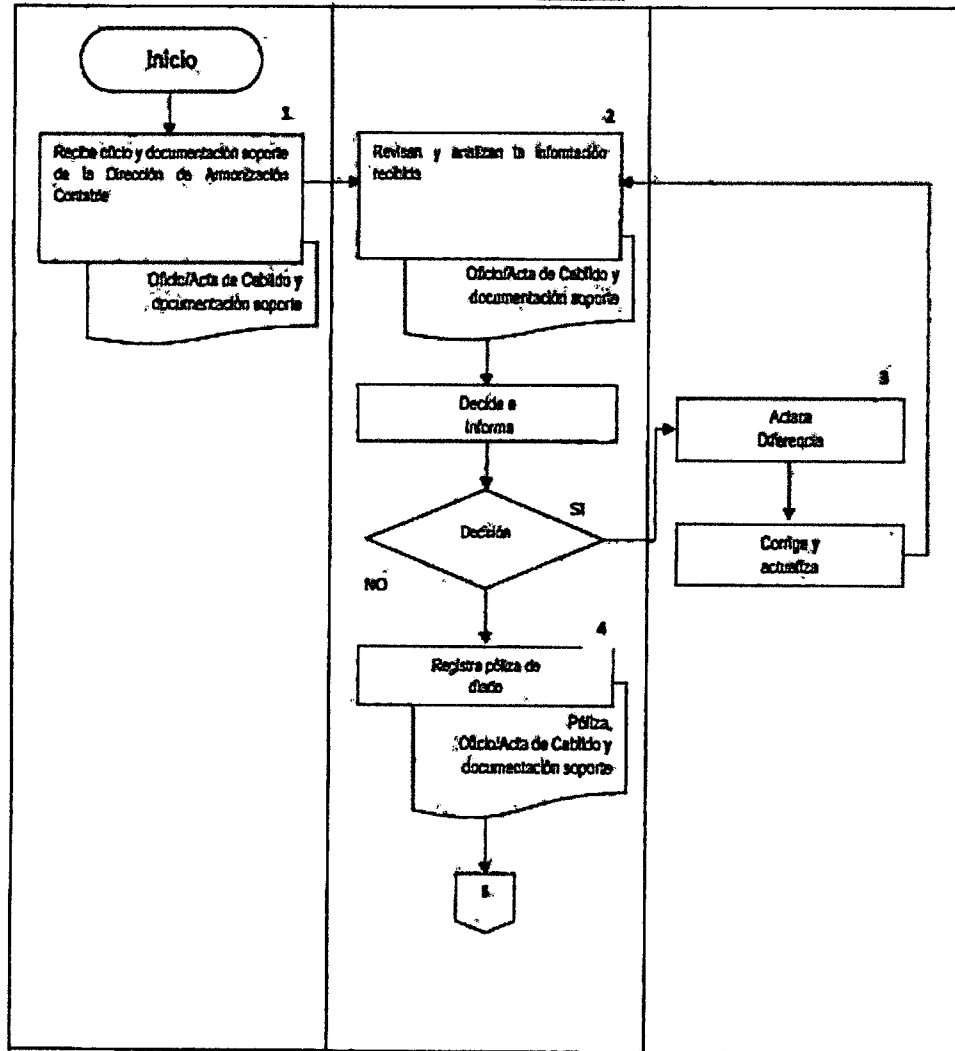 Inicio
1.
Recibe oficio y documentación soporte
de la Dirección de Armonización
Contable
Oficio/Acta de Cabildo y
documentación soporte
2
Revisan y analizan la información
recibida
Oficio/Acta de Cabildo y
documentación soporte
Decide e
Informa
Decisión
SI
NO
3
Aclara
Diferencia
Corrige y
actualiza
4
Registra póliza de
diario
Póliza,
Oficio/Acta de Cabildo y
documentación soporte
5.